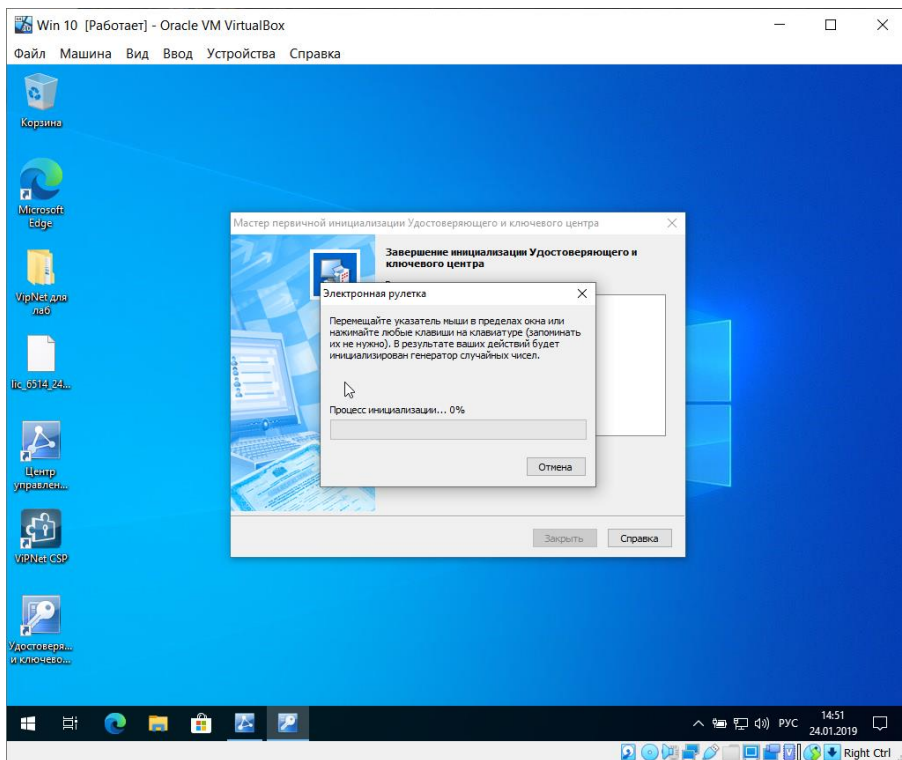 Win 10 [Работает] - Oracle VM VirtualBox
Файл Машина Вид Ввод Устройства Справка
Корзина
Microsoft
Edge
VipNet для
лаб
lic_6514_24...
Центр
управлен...
ViPNet CSP
Удостоверя...
и ключево...
Мастер первичной инициализации Удостоверяющего и ключевого центра
Завершение инициализации Удостоверяющего и
ключевого центра
Электронная рулетка
Перемещайте указатель мыши в пределах окна или
нажимайте любые клавиши на клавиатуре (запоминать
их не нужно). В результате ваших действий будет
инициализирован генератор случайных чисел.
Процесс инициализации... 0%
Отмена
Закрыть Справка
РУС
14:51
24.01.2019
Right Ctrl